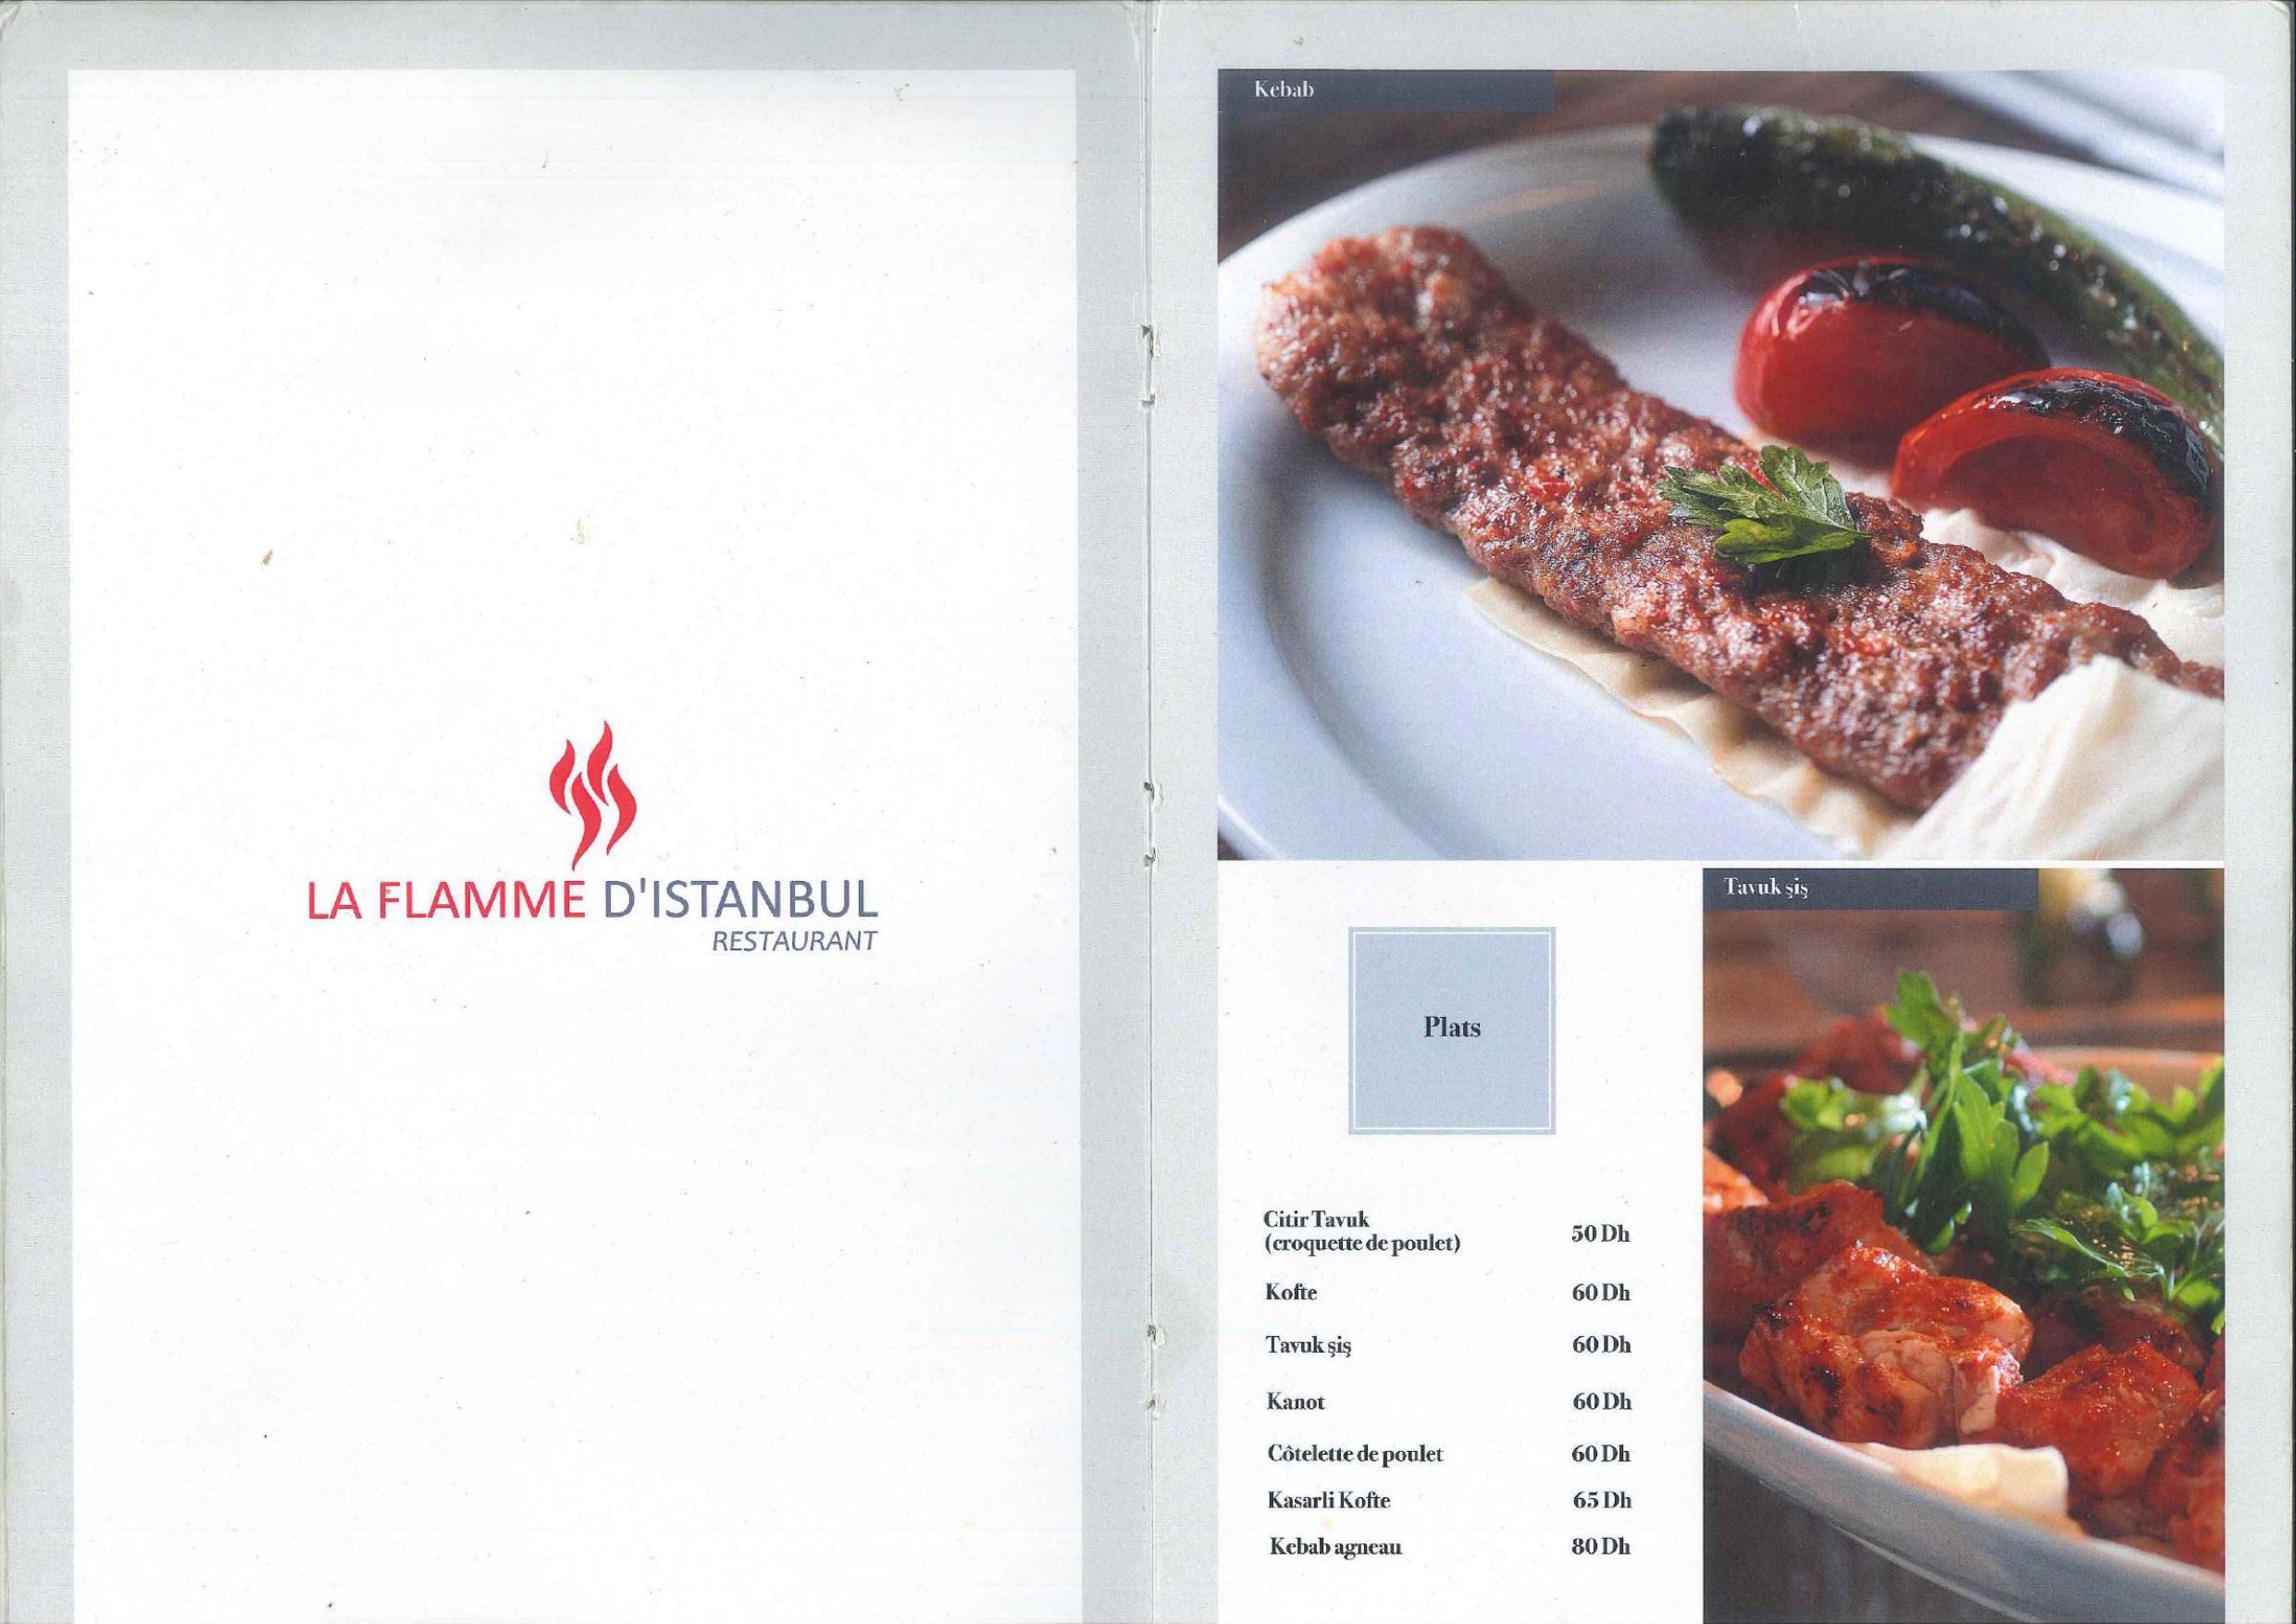 LA FLAMME D'ISTANBUL
RESTAURANT
Kebab
Tavuk şiş
Plats
Citir Tavuk
(croquette de poulet) 50 Dh
Kofte 60 Dh
Tavuk şiş 60 Dh
Kanot 60 Dh
Côtelette de poulet 60 Dh
Kasarli Kofte 65 Dh
Kebab agneau 80 Dh